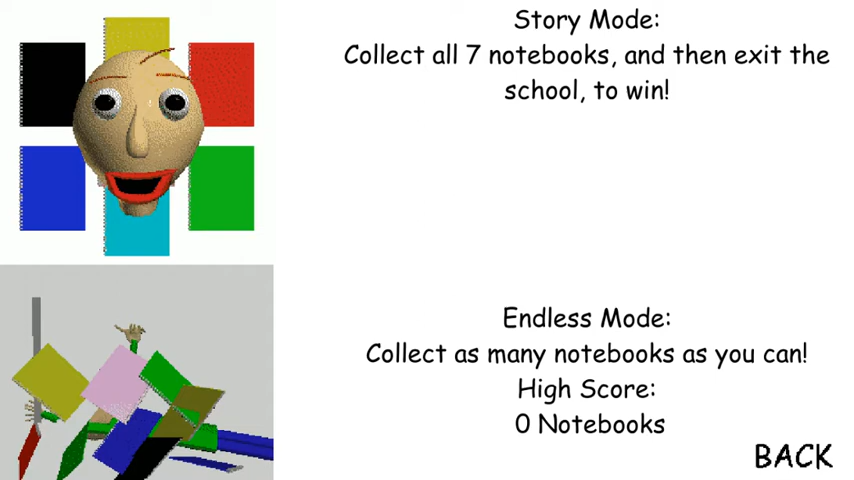 Story Mode:
Collect all 7 notebooks, and then exit the
school, to win!
Endless Mode:
Collect as many notebooks as you can!
High Score:
0 Notebooks
BACK